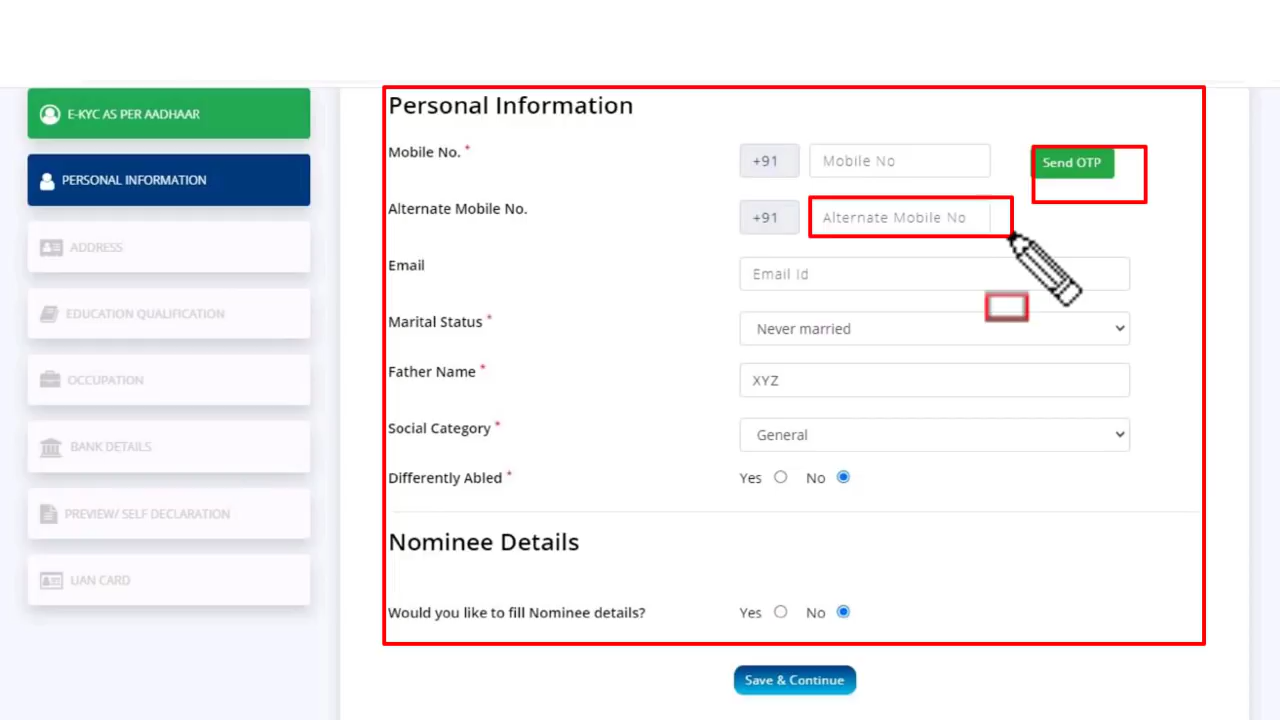 E-KYC AS PER AADHAAR
PERSONAL INFORMATION
ADDRESS
EDUCATION QUALIFICATION
OCCUPATION
BANK DETAILS
PREVIEW/ SELF DECLARATION
UAN CARD
Personal Information
Mobile No. * +91 Mobile No Send OTP
Alternate Mobile No. +91 Alternate Mobile No
Email Email Id
Marital Status * Never married
Father Name * XYZ
Social Category * General
Differently Abled * Yes No
Nominee Details
Would you like to fill Nominee details? Yes No
Save & Continue